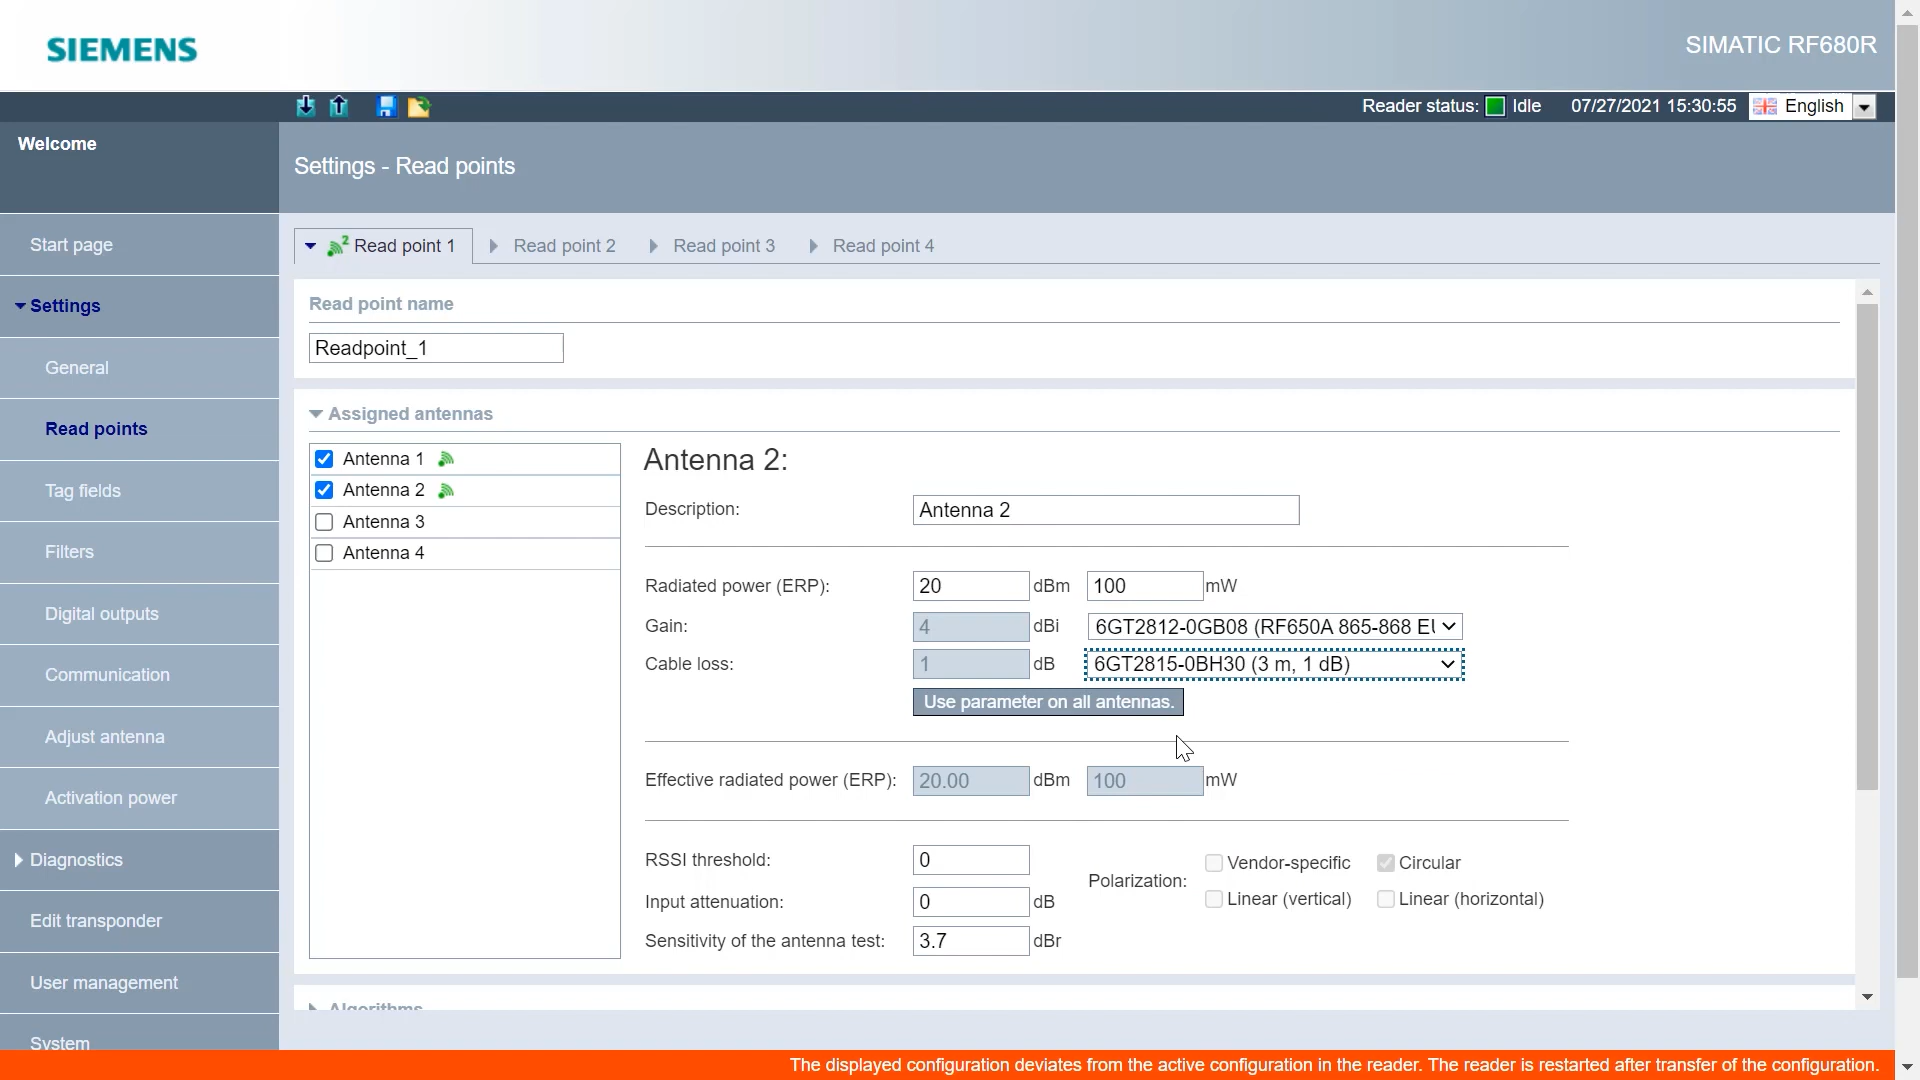 SIEMENS
SIMATIC RF680R
Reader status: Idle 07/27/2021 15:30:55 English
Welcome
Settings - Read points
Start page
Settings
General
Read points
Tag fields
Filters
Digital outputs
Communication
Adjust antenna
Activation power
Diagnostics
Edit transponder
User management
System
2 Read point 1 Read point 2 Read point 3 Read point 4
Read point name
Readpoint_1
Assigned antennas
Antenna 1
Antenna 2
Antenna 3
Antenna 4
Antenna 2:
Description: Antenna 2
Radiated power (ERP): 20 dBm 100 mW
Gain: 4 dBi 6GT2812-0GB08 (RF650A 865-868 EU
Cable loss: 1 dB 6GT2815-0BH30 (3 m, 1 dB)
Use parameter on all antennas.
Effective radiated power (ERP): 20.00 dBm 100 mW
RSSI threshold: 0
Input attenuation: 0 dB
Sensitivity of the antenna test: 3.7 dBr
Polarization:
Vendor-specific Circular
Linear (vertical) Linear (horizontal)
Algorithms
The displayed configuration deviates from the active configuration in the reader. The reader is restarted after transfer of the configuration.